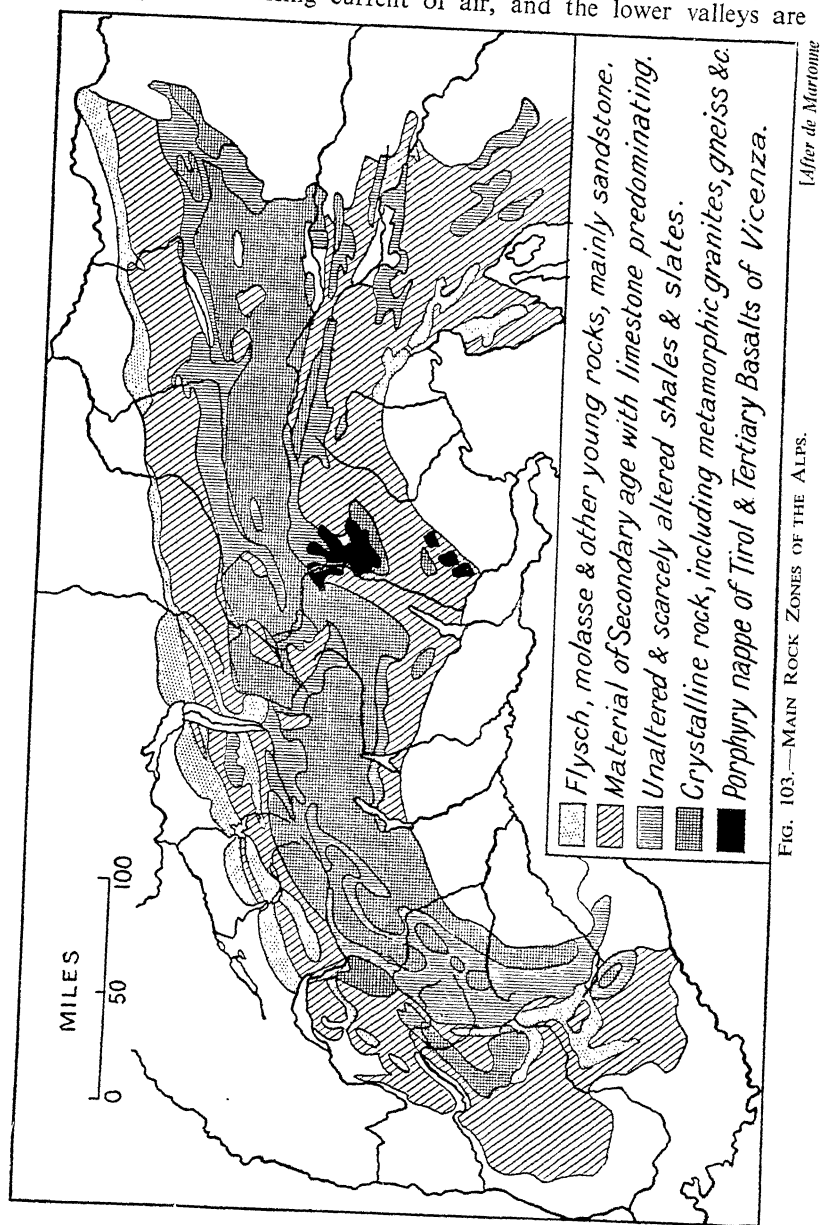 current of air, and the lower valleys are
MILES
0 50 100
Flysch, molasse & other young rocks, mainly sandstone.
Material of Secondary age with limestone predominating.
Unaltered & scarcely altered shales & slates.
Crystalline rock, including metamorphic granites, gneiss &c.
Porphyry nappe of Tirol & Tertiary Basalts of Vicenza.
[After de Martonne
FIG. 103.—MAIN ROCK ZONES OF THE ALPS.